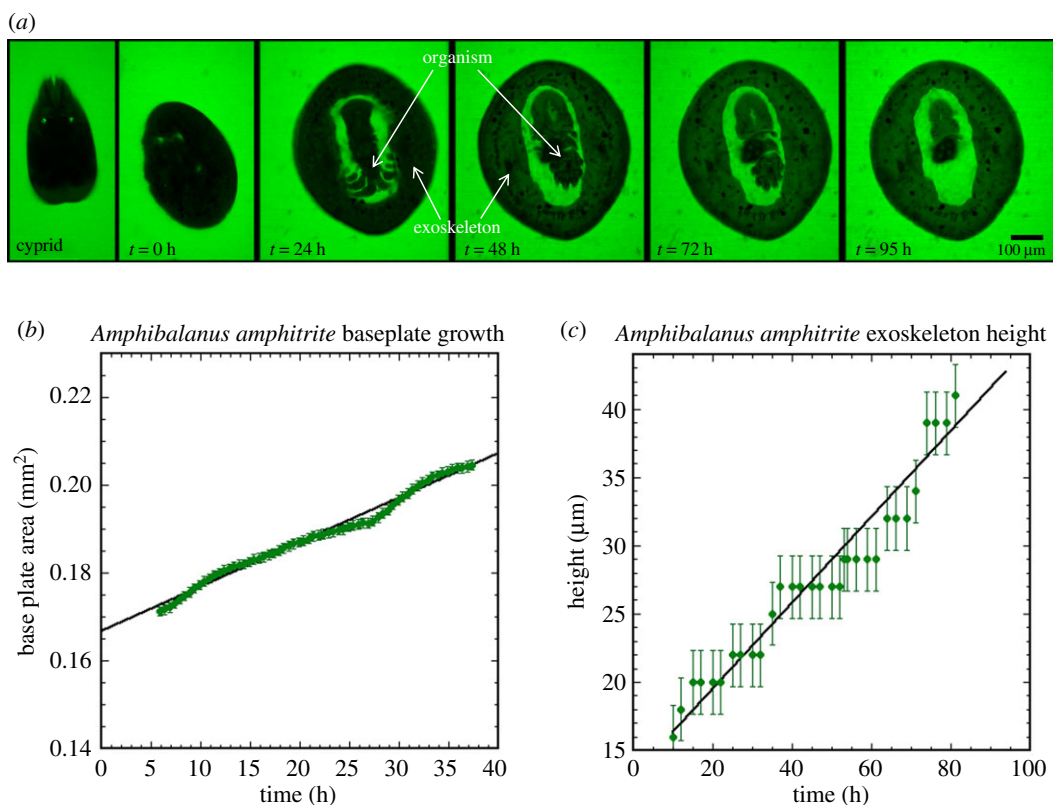 (a)
organism
exoskeleton
cyprid
t = 0 h
t = 24 h
t = 48 h
t = 72 h
t = 95 h
100 µm
(b) Amphibalanus amphitrite baseplate growth
base plate area (mm²)
0.22
0.20
0.18
0.16
0.14
0 5 10 15 20 25 30 35 40
time (h)
(c) Amphibalanus amphitrite exoskeleton height
height (µm)
40
35
30
25
20
15
0 20 40 60 80 100
time (h)